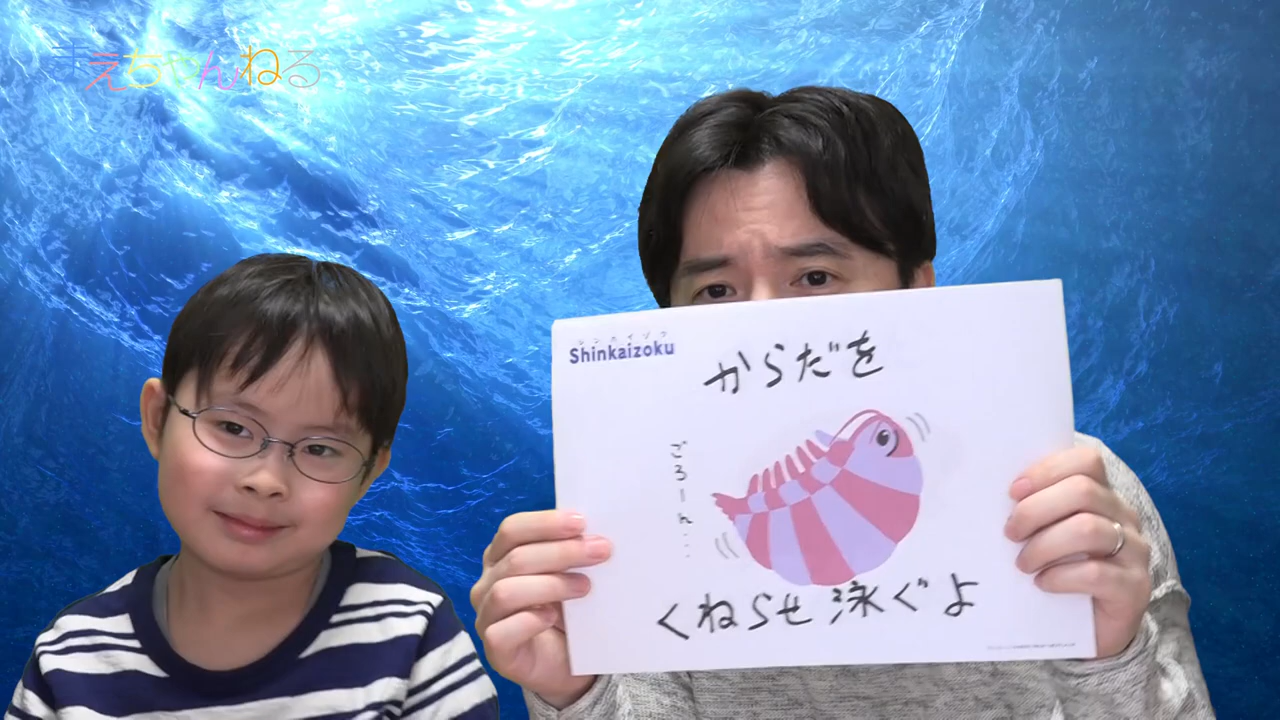 まえちゃんねる
シンカイゾク
Shinkaizoku
からだを
ごろーん…
くねらせ泳ぐよ